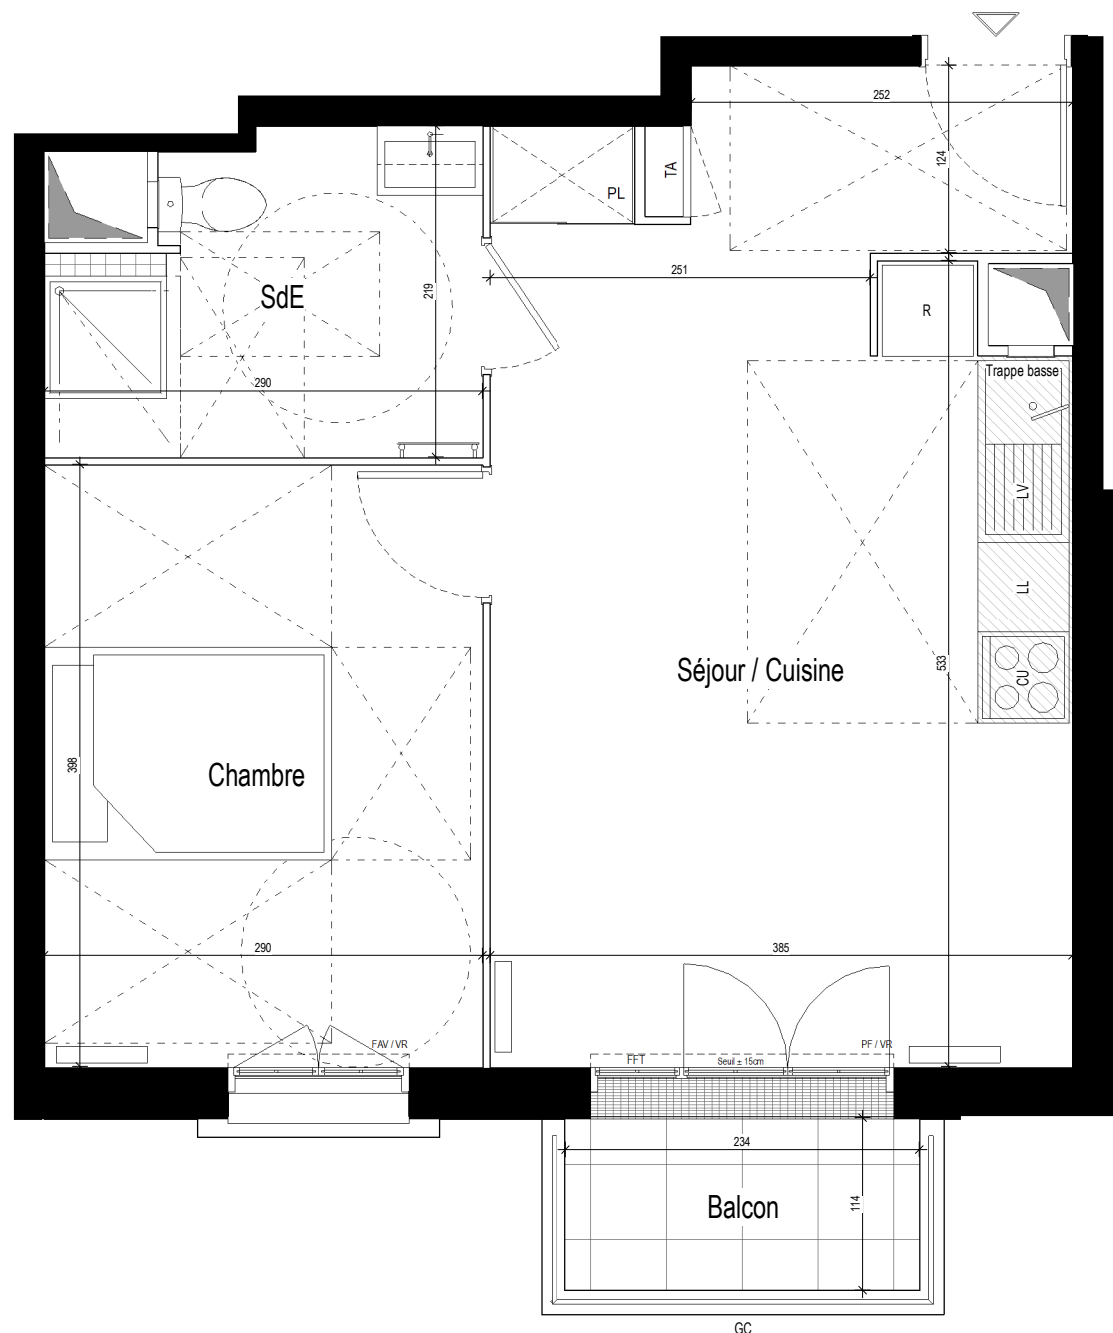 252
124
PL
TA
251
219
SdE
R
290
Trappe basse
LV
LL
CU
533
Séjour / Cuisine
398
Chambre
290
385
FAV / VR
FFT
Seuil ± 15cm
PF / VR
234
114
Balcon
GC